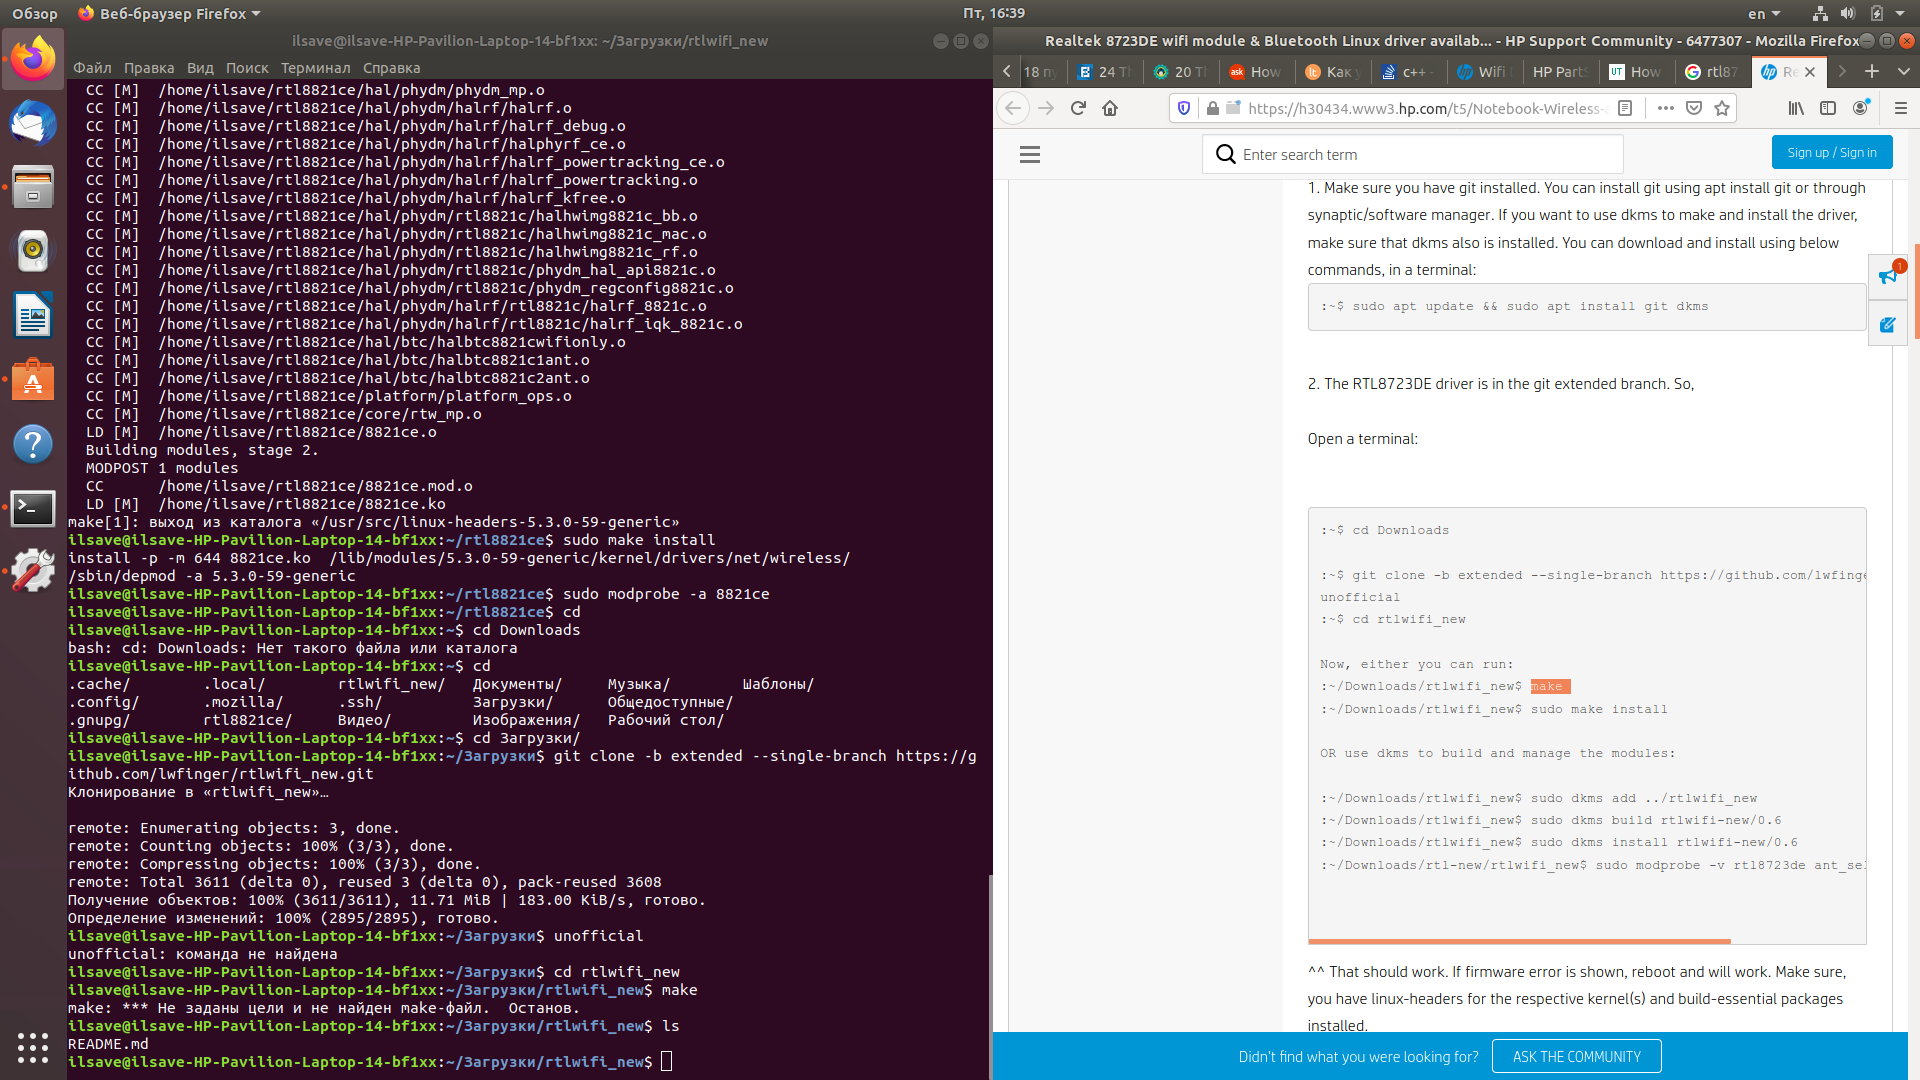 Обзор
Веб-браузер Firefox
Пт, 16:39
en
ilsave@ilsave-HP-Pavilion-Laptop-14-bf1xx: ~/Загрузки/rtlwifi_new
Файл Правка Вид Поиск Терминал Справка
CC [M] /home/ilsave/rtl8821ce/hal/phydm/phydm_mp.o
CC [M] /home/ilsave/rtl8821ce/hal/phydm/halrf/halrf.o
CC [M] /home/ilsave/rtl8821ce/hal/phydm/halrf/halrf_debug.o
CC [M] /home/ilsave/rtl8821ce/hal/phydm/halrf/halphyrf_ce.o
CC [M] /home/ilsave/rtl8821ce/hal/phydm/halrf/halrf_powertracking_ce.o
CC [M] /home/ilsave/rtl8821ce/hal/phydm/halrf/halrf_powertracking.o
CC [M] /home/ilsave/rtl8821ce/hal/phydm/halrf/halrf_kfree.o
CC [M] /home/ilsave/rtl8821ce/hal/phydm/rtl8821c/halhwimg8821c_bb.o
CC [M] /home/ilsave/rtl8821ce/hal/phydm/rtl8821c/halhwimg8821c_mac.o
CC [M] /home/ilsave/rtl8821ce/hal/phydm/rtl8821c/halhwimg8821c_rf.o
CC [M] /home/ilsave/rtl8821ce/hal/phydm/rtl8821c/phydm_hal_api8821c.o
CC [M] /home/ilsave/rtl8821ce/hal/phydm/rtl8821c/phydm_regconfig8821c.o
CC [M] /home/ilsave/rtl8821ce/hal/phydm/halrf/rtl8821c/halrf_8821c.o
CC [M] /home/ilsave/rtl8821ce/hal/phydm/halrf/rtl8821c/halrf_iqk_8821c.o
CC [M] /home/ilsave/rtl8821ce/hal/btc/halbtc8821cwifionly.o
CC [M] /home/ilsave/rtl8821ce/hal/btc/halbtc8821c1ant.o
CC [M] /home/ilsave/rtl8821ce/hal/btc/halbtc8821c2ant.o
CC [M] /home/ilsave/rtl8821ce/platform/platform_ops.o
CC [M] /home/ilsave/rtl8821ce/core/rtw_mp.o
LD [M] /home/ilsave/rtl8821ce/8821ce.o
Building modules, stage 2.
MODPOST 1 modules
CC /home/ilsave/rtl8821ce/8821ce.mod.o
LD [M] /home/ilsave/rtl8821ce/8821ce.ko
make[1]: выход из каталога «/usr/src/linux-headers-5.3.0-59-generic»
ilsave@ilsave-HP-Pavilion-Laptop-14-bf1xx:~/rtl8821ce$ sudo make install
install -p -m 644 8821ce.ko /lib/modules/5.3.0-59-generic/kernel/drivers/net/wireless/
/sbin/depmod -a 5.3.0-59-generic
ilsave@ilsave-HP-Pavilion-Laptop-14-bf1xx:~/rtl8821ce$ sudo modprobe -a 8821ce
ilsave@ilsave-HP-Pavilion-Laptop-14-bf1xx:~/rtl8821ce$ cd
ilsave@ilsave-HP-Pavilion-Laptop-14-bf1xx:~$ cd Downloads
bash: cd: Downloads: Нет такого файла или каталога
ilsave@ilsave-HP-Pavilion-Laptop-14-bf1xx:~$ cd
.cache/ .local/ rtlwifi_new/ Документы/ Музыка/ Шаблоны/
.config/ .mozilla/ .ssh/ Загрузки/ Общедоступные/
.gnupg/ rtl8821ce/ Видео/ Изображения/ Рабочий стол/
ilsave@ilsave-HP-Pavilion-Laptop-14-bf1xx:~$ cd Загрузки/
ilsave@ilsave-HP-Pavilion-Laptop-14-bf1xx:~/Загрузки$ git clone -b extended --single-branch https://g
ithub.com/lwfinger/rtlwifi_new.git
Клонирование в «rtlwifi_new»…
remote: Enumerating objects: 3, done.
remote: Counting objects: 100% (3/3), done.
remote: Compressing objects: 100% (3/3), done.
remote: Total 3611 (delta 0), reused 3 (delta 0), pack-reused 3608
Получение объектов: 100% (3611/3611), 11.71 MiB | 183.00 KiB/s, готово.
Определение изменений: 100% (2895/2895), готово.
ilsave@ilsave-HP-Pavilion-Laptop-14-bf1xx:~/Загрузки$ unofficial
unofficial: команда не найдена
ilsave@ilsave-HP-Pavilion-Laptop-14-bf1xx:~/Загрузки$ cd rtlwifi_new
ilsave@ilsave-HP-Pavilion-Laptop-14-bf1xx:~/Загрузки/rtlwifi_new$ make
make: *** Не заданы цели и не найден make-файл. Останов.
ilsave@ilsave-HP-Pavilion-Laptop-14-bf1xx:~/Загрузки/rtlwifi_new$ ls
README.md
ilsave@ilsave-HP-Pavilion-Laptop-14-bf1xx:~/Загрузки/rtlwifi_new$
Realtek 8723DE wifi module & Bluetooth Linux driver availab... - HP Support Community - 6477307 - Mozilla Firefox
18 пу 24 Th 20 Th How Как у c++ - Wifi HP Part How rtl87 Re
https://h30434.www3.hp.com/t5/Notebook-Wireless-
Enter search term
Sign up / Sign in
1. Make sure you have git installed. You can install git using apt install git or through
synaptic/software manager. If you want to use dkms to make and install the driver,
make sure that dkms also is installed. You can download and install using below
commands, in a terminal:
:~$ sudo apt update && sudo apt install git dkms
1
2. The RTL8723DE driver is in the git extended branch. So,
Open a terminal:
:~$ cd Downloads
:~$ git clone -b extended --single-branch https://github.com/lwfinge
unofficial
:~$ cd rtlwifi_new
Now, either you can run:
:~/Downloads/rtlwifi_new$ make
:~/Downloads/rtlwifi_new$ sudo make install
OR use dkms to build and manage the modules:
:~/Downloads/rtlwifi_new$ sudo dkms add ../rtlwifi_new
:~/Downloads/rtlwifi_new$ sudo dkms build rtlwifi-new/0.6
:~/Downloads/rtlwifi_new$ sudo dkms install rtlwifi-new/0.6
:~/Downloads/rtl-new/rtlwifi_new$ sudo modprobe -v rtl8723de ant_sel
^^ That should work. If firmware error is shown, reboot and will work. Make sure,
you have linux-headers for the respective kernel(s) and build-essential packages
installed.
Didn't find what you were looking for?
ASK THE COMMUNITY